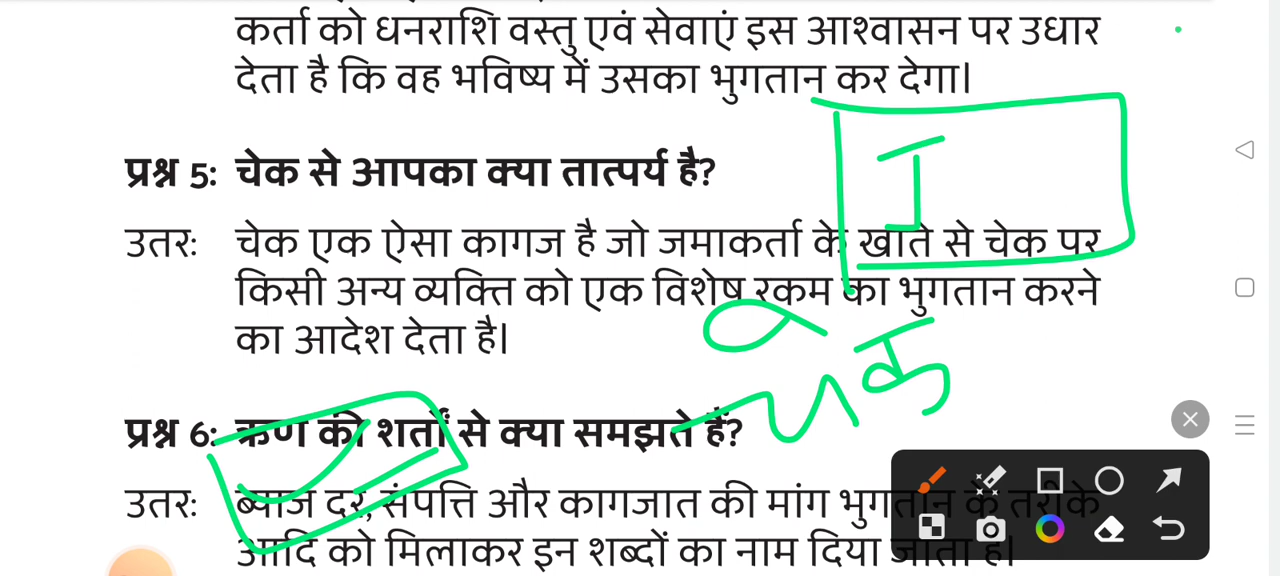 कर्ता को धनराशि वस्तु एवं सेवाएं इस आश्वासन पर उधार
देता है कि वह भविष्य में उसका भुगतान कर देगा।
प्रश्न 5: चेक से आपका क्या तात्पर्य है?
उतर: चेक एक ऐसा कागज है जो जमाकर्ता के खाते से चेक पर
किसी अन्य व्यक्ति को एक विशेष रकम का भुगतान करने
का आदेश देता है।
प्रश्न 6: ऋण की शर्तों से क्या समझते हैं?
उतर: ब्याज दर, संपत्ति और कागजात की मांग भुगतान के तरीके
आदि को मिलाकर इन शब्दों का नाम दिया जाता है।